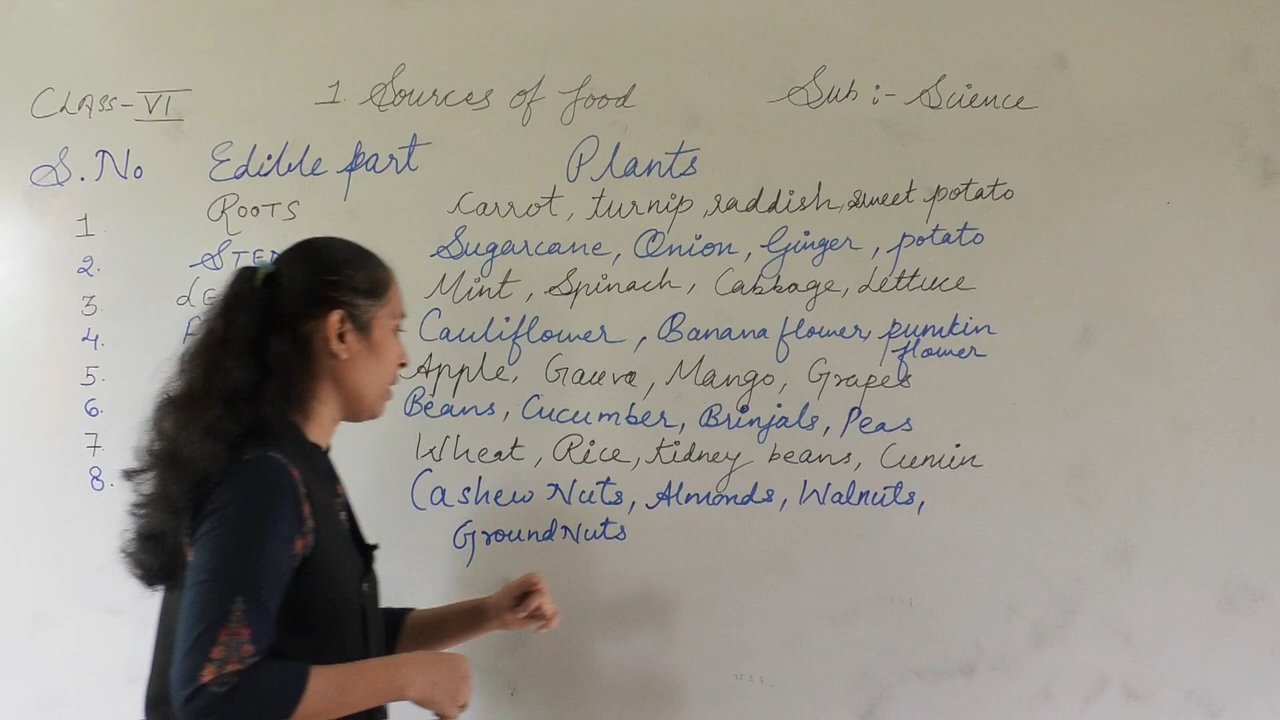 CLASS-VI 1. Sources of food Sub:- Science
S.No Edible part Plants
1 ROOTS Carrot, turnip, raddish, sweet potato
2. Sugarcane, Onion, Ginger, potato
3. Mint, Spinach, Cabbage, Lettuce
4. Cauliflower, Banana flower, pumkin
flower
5. Apple, Gauva, Mango, Grapes
6. Beans, Cucumber, Brinjals, Peas
7. Wheat, Rice, kidney beans, Cumin
8. Cashew Nuts, Almonds, Walnuts,
GroundNuts